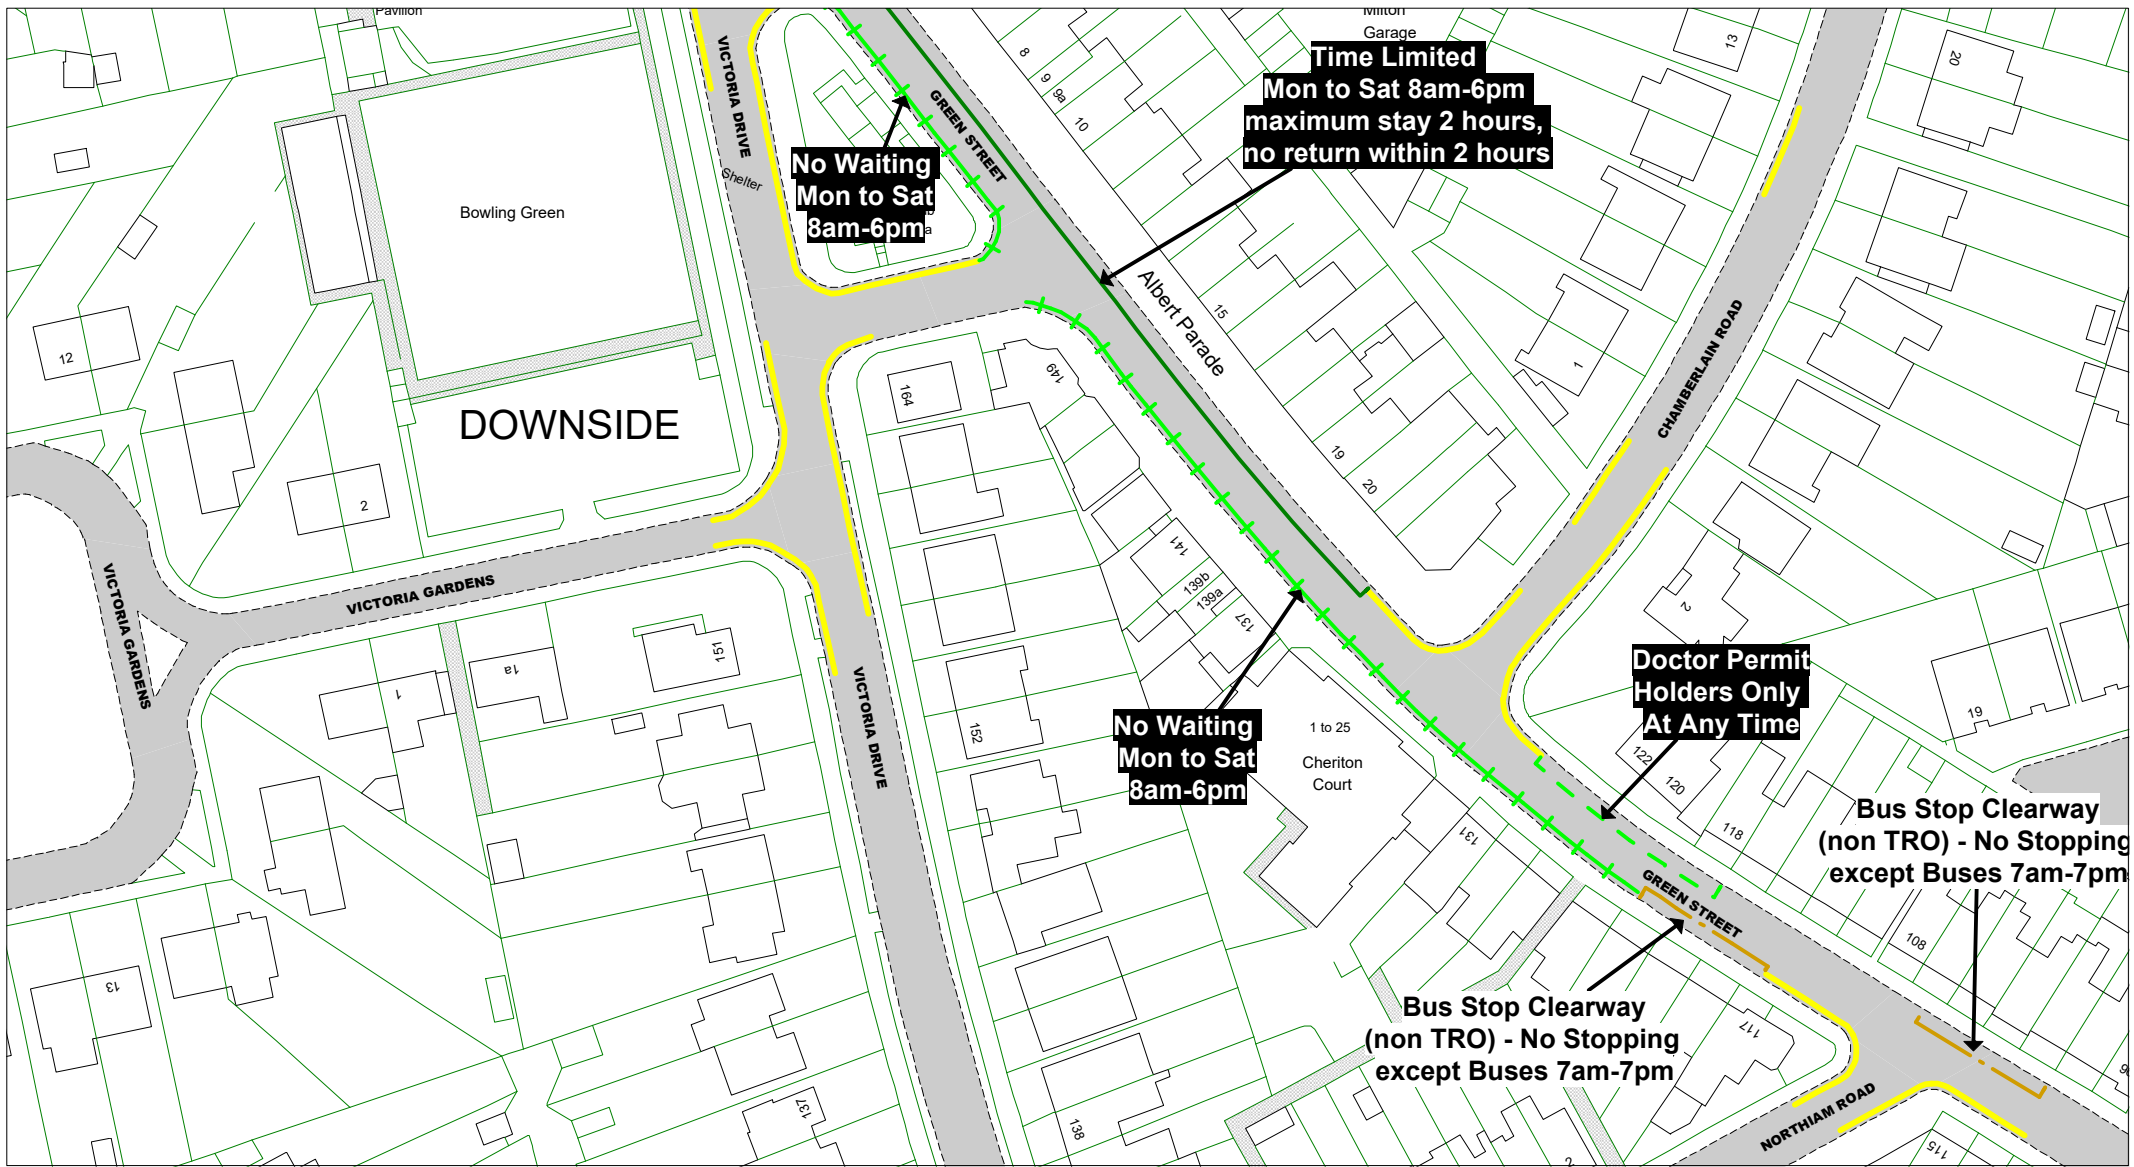 Pavilion
Milton
Garage
13
20
8
9
9a
10
VICTORIA DRIVE
GREEN STREET
Time Limited
Mon to Sat 8am-6pm
maximum stay 2 hours,
no return within 2 hours
No Waiting
Mon to Sat
8am-6pm
Shelter
Bowling Green
Albert Parade
15
12
1
CHAMBERLAIN ROAD
149
164
DOWNSIDE
19
20
2
141
139b
139a
137
VICTORIA GARDENS
VICTORIA GARDENS
2
151
1a
1
VICTORIA DRIVE
152
Doctor Permit
Holders Only
At Any Time
19
No Waiting
Mon to Sat
8am-6pm
1 to 25
Cheriton
Court
122
120
118
131
Bus Stop Clearway
(non TRO) - No Stopping
except Buses 7am-7pm
GREEN STREET
108
13
Bus Stop Clearway
(non TRO) - No Stopping
except Buses 7am-7pm
117
137
138
NORTHIAM ROAD
115